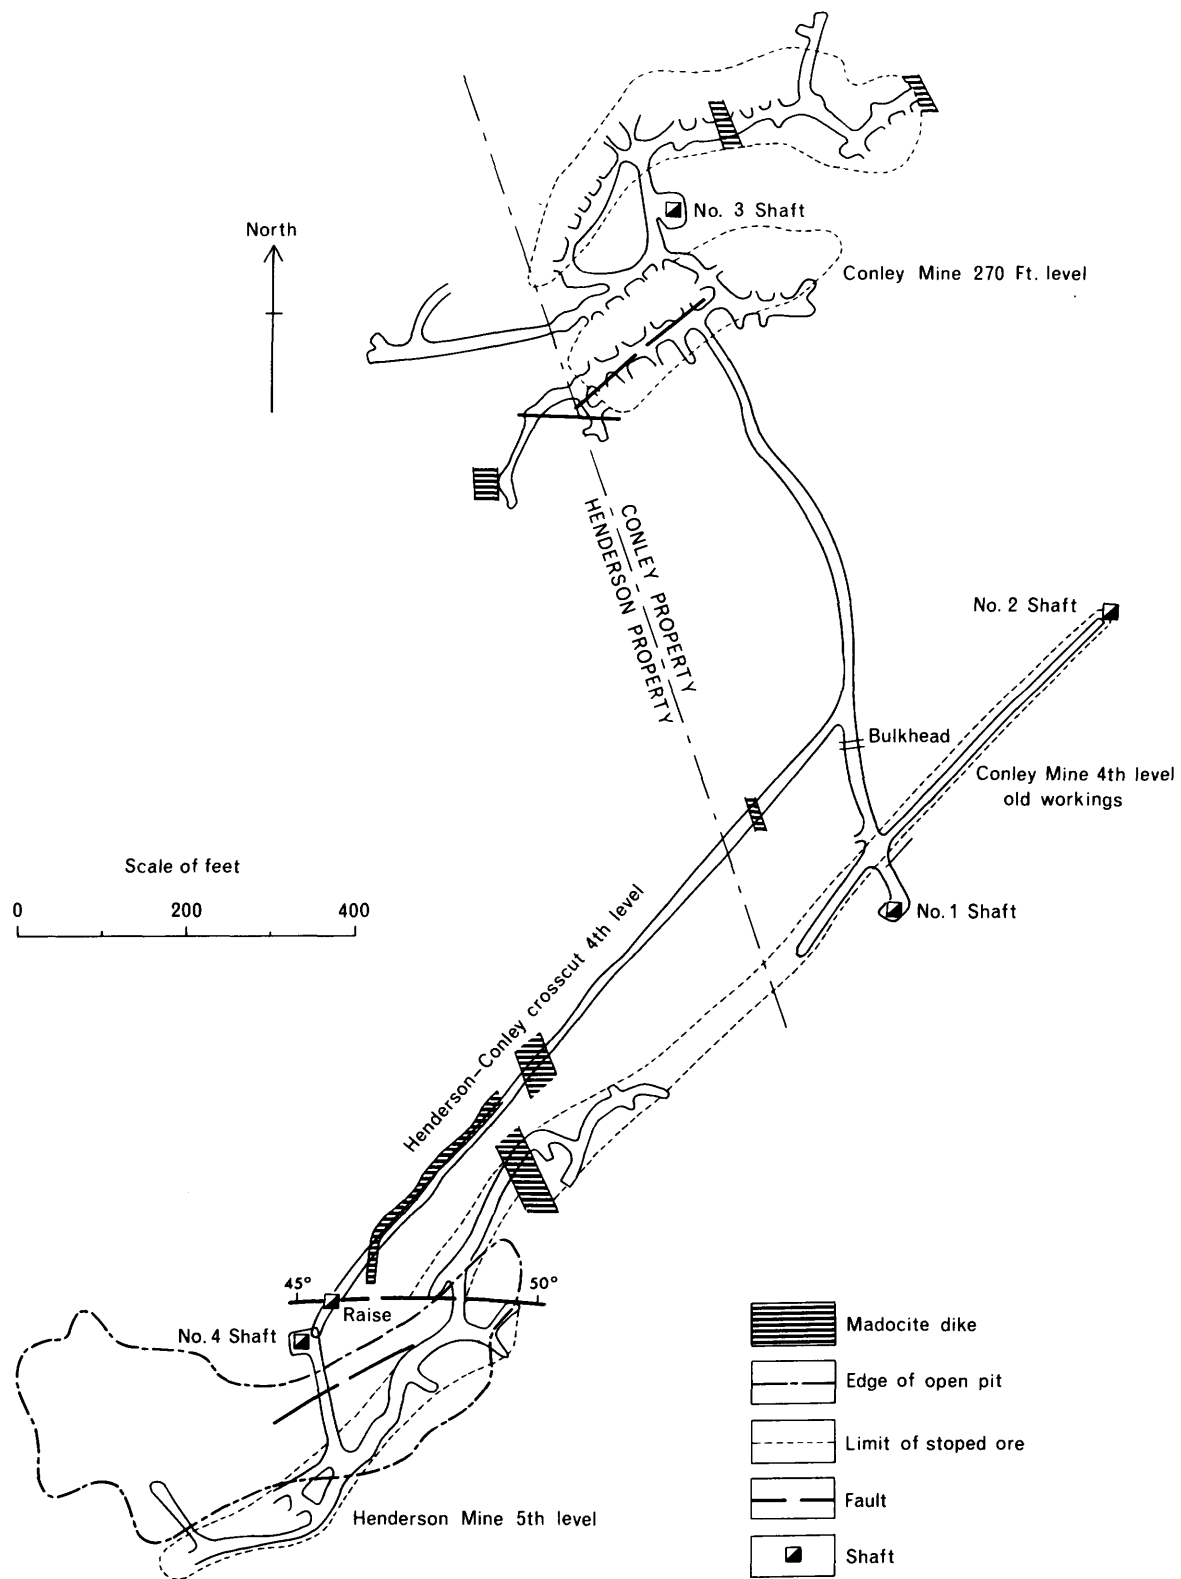 North
No. 3 Shaft
Conley Mine 270 Ft. level
CONLEY PROPERTY
HENDERSON PROPERTY
No. 2 Shaft
Bulkhead
Conley Mine 4th level
old workings
Scale of feet
0 200 400
No. 1 Shaft
Henderson-Conley crosscut 4th level
45° 50°
Raise
No. 4 Shaft
Henderson Mine 5th level
Madocite dike
Edge of open pit
Limit of stoped ore
Fault
Shaft